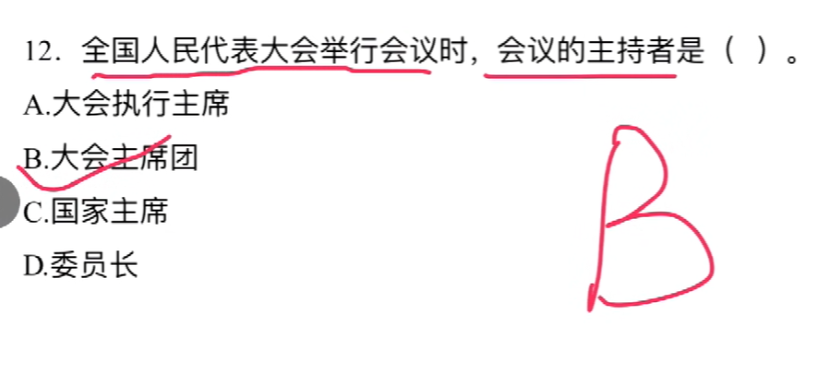 12．全国人民代表大会举行会议时，会议的主持者是（ ）。
A.大会执行主席
B.大会主席团
C.国家主席
D.委员长
B